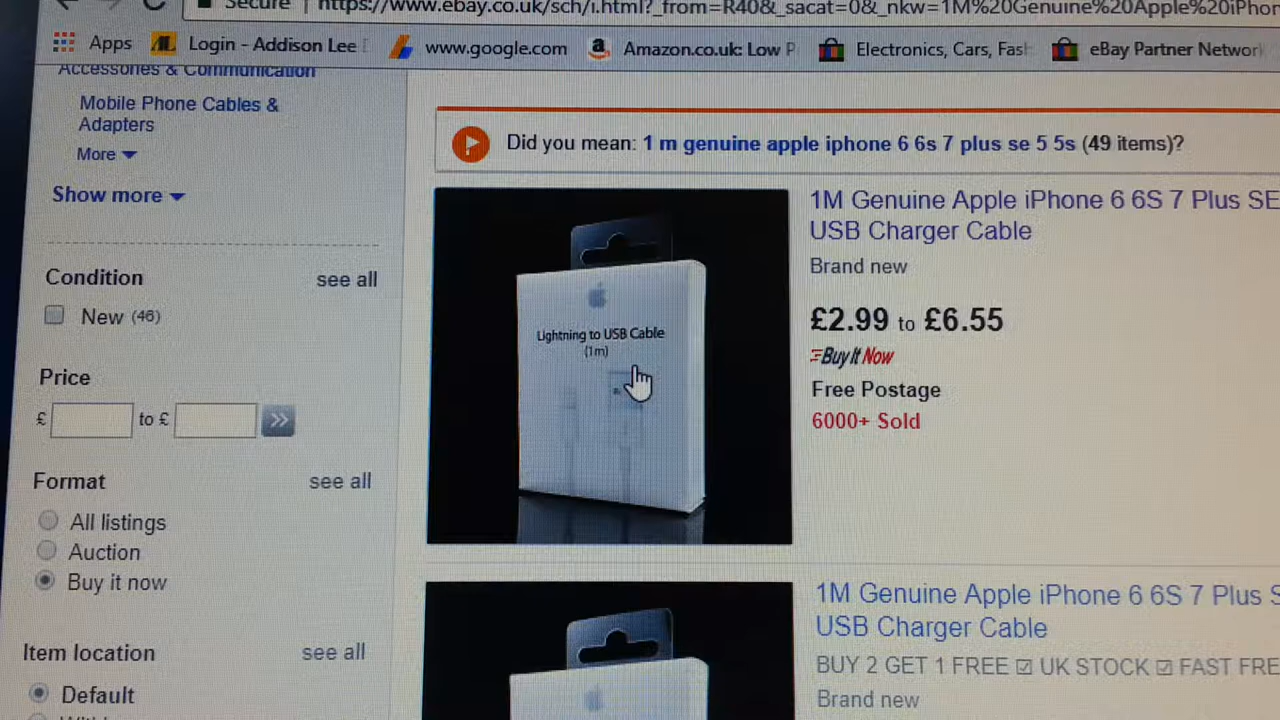 Secure https://www.ebay.co.uk/sch/i.html?_from=R40&_sacat=0&_nkw=1M%20Genuine%20Apple%20iPhon
Apps Login - Addison Lee www.google.com Amazon.co.uk: Low P Electronics, Cars, Fash eBay Partner Network
Accessories & Communication
Mobile Phone Cables &
Adapters
More
Show more
Condition see all
New (46)
Price
£ to £ >>
Format see all
All listings
Auction
Buy it now
Item location see all
Default
Did you mean: 1 m genuine apple iphone 6 6s 7 plus se 5 5s (49 items)?
Lightning to USB Cable
(1m)
1M Genuine Apple iPhone 6 6S 7 Plus SE
USB Charger Cable
Brand new
£2.99 to £6.55
Buy It Now
Free Postage
6000+ Sold
1M Genuine Apple iPhone 6 6S 7 Plus S
USB Charger Cable
BUY 2 GET 1 FREE ☑ UK STOCK ☑ FAST FRE
Brand new